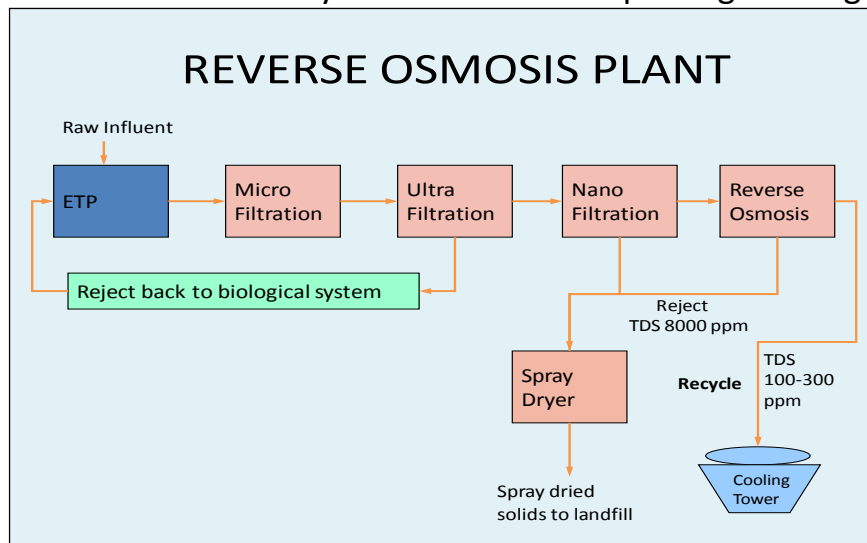 REVERSE OSMOSIS PLANT
Raw Influent
ETP
Micro
Filtration
Ultra
Filtration
Nano
Filtration
Reverse
Osmosis
Reject back to biological system
Reject
TDS 8000 ppm
Spray
Dryer
Recycle
TDS
100-300
ppm
Cooling
Tower
Spray dried
solids to landfill